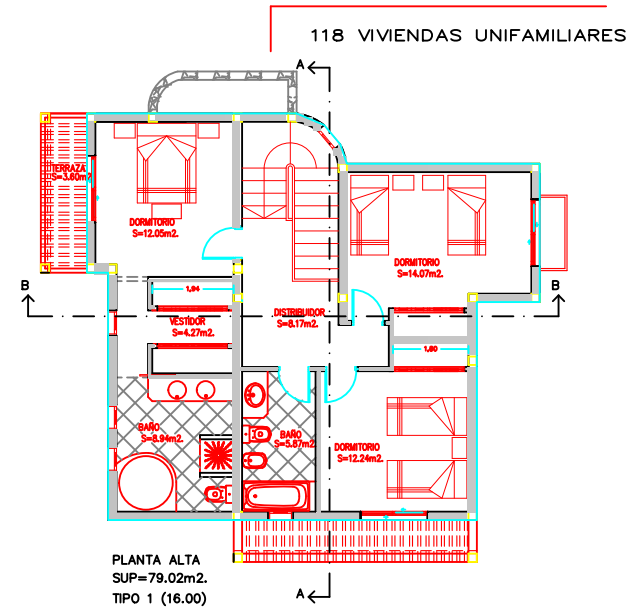 118 VIVIENDAS UNIFAMILIARES
A
TERRAZA
S=3.60m2.
DORMITORIO
S=12.05m2.
DORMITORIO
S=14.07m2.
B
B
1,94
DISTRIBUIDOR
S=8.17m2.
VESTIDOR
S=4.27m2.
1,80
BAÑO
S=8.94m2.
BAÑO
S=5.87m2.
DORMITORIO
S=12.24m2.
PLANTA ALTA
SUP=79.02m2.
TIPO 1 (16.00)
A